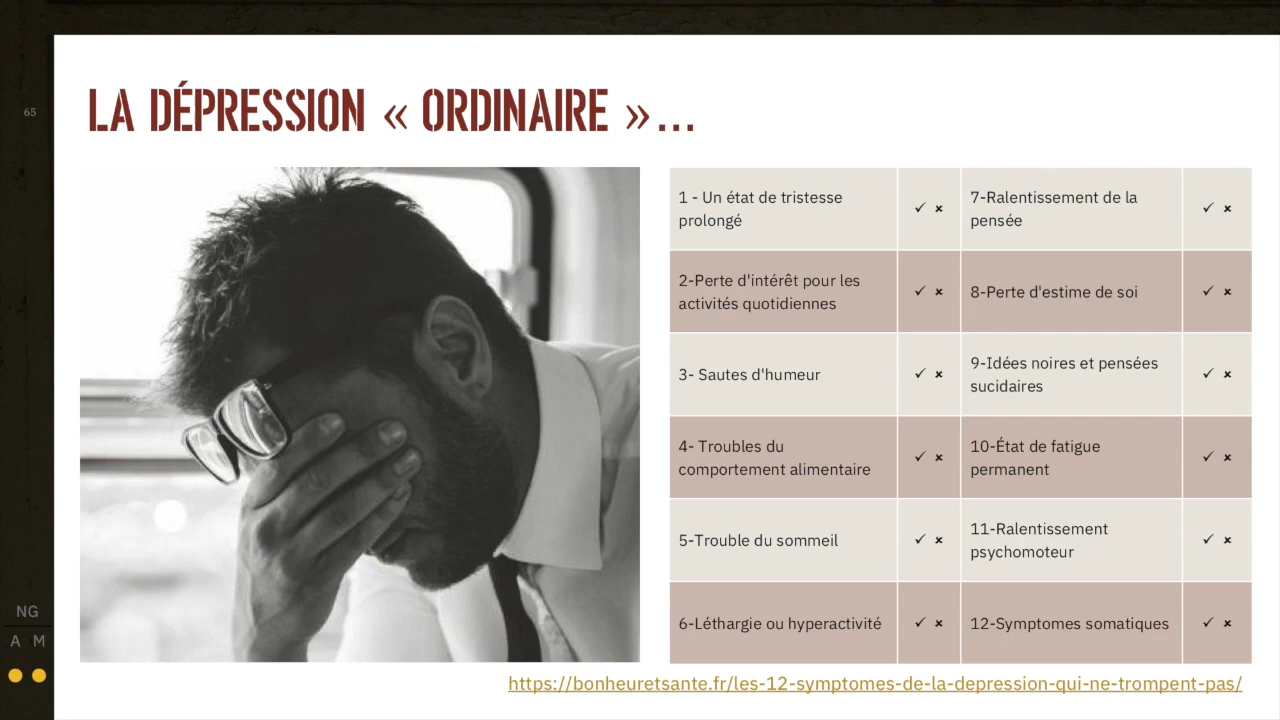 65
LA DÉPRESSION « ORDINAIRE »...
1 - Un état de tristesse
prolongé
✓ ×
7-Ralentissement de la
pensée
✓ ×
2-Perte d'intérêt pour les
activités quotidiennes
✓ ×
8-Perte d'estime de soi
✓ ×
3- Sautes d'humeur
✓ ×
9-Idées noires et pensées
sucidaires
✓ ×
4- Troubles du
comportement alimentaire
✓ ×
10-État de fatigue
permanent
✓ ×
5-Trouble du sommeil
✓ ×
11-Ralentissement
psychomoteur
✓ ×
6-Léthargie ou hyperactivité
✓ ×
12-Symptomes somatiques
✓ ×
NG
A M
https://bonheuretsante.fr/les-12-symptomes-de-la-depression-qui-ne-trompent-pas/